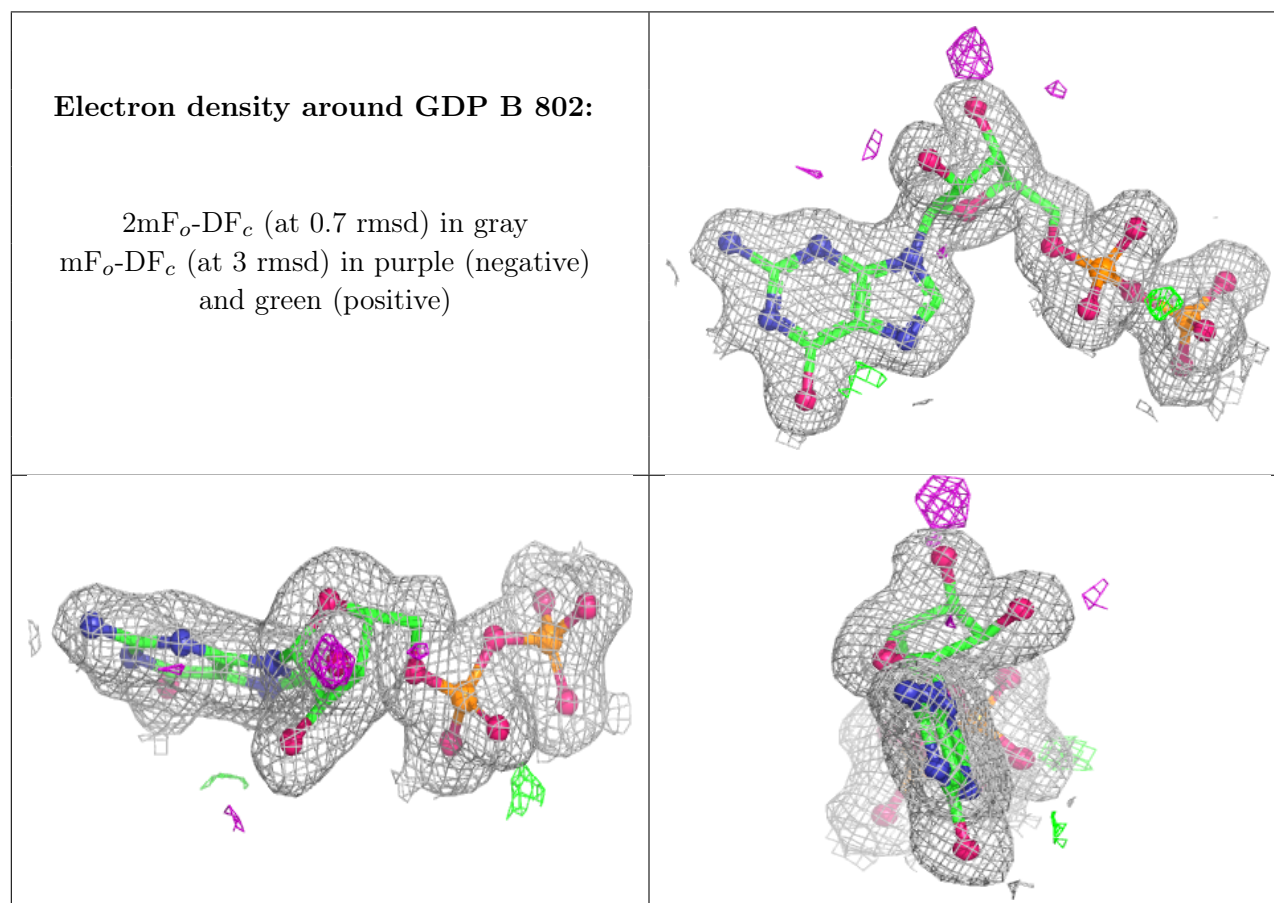 Electron density around GDP B 802:
2mFo-DFc (at 0.7 rmsd) in gray
mFo-DFc (at 3 rmsd) in purple (negative)
and green (positive)